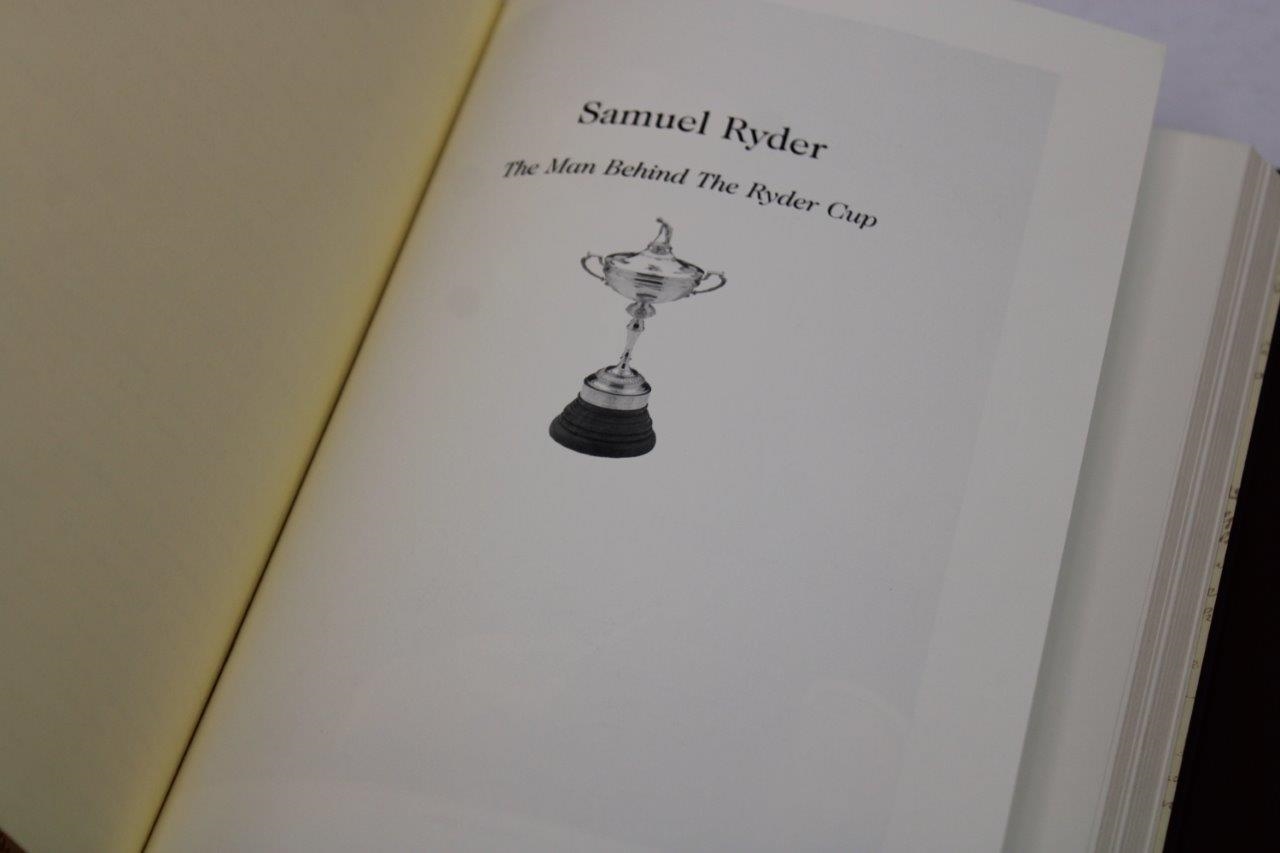 Samuel Ryder
The Man Behind The Ryder Cup